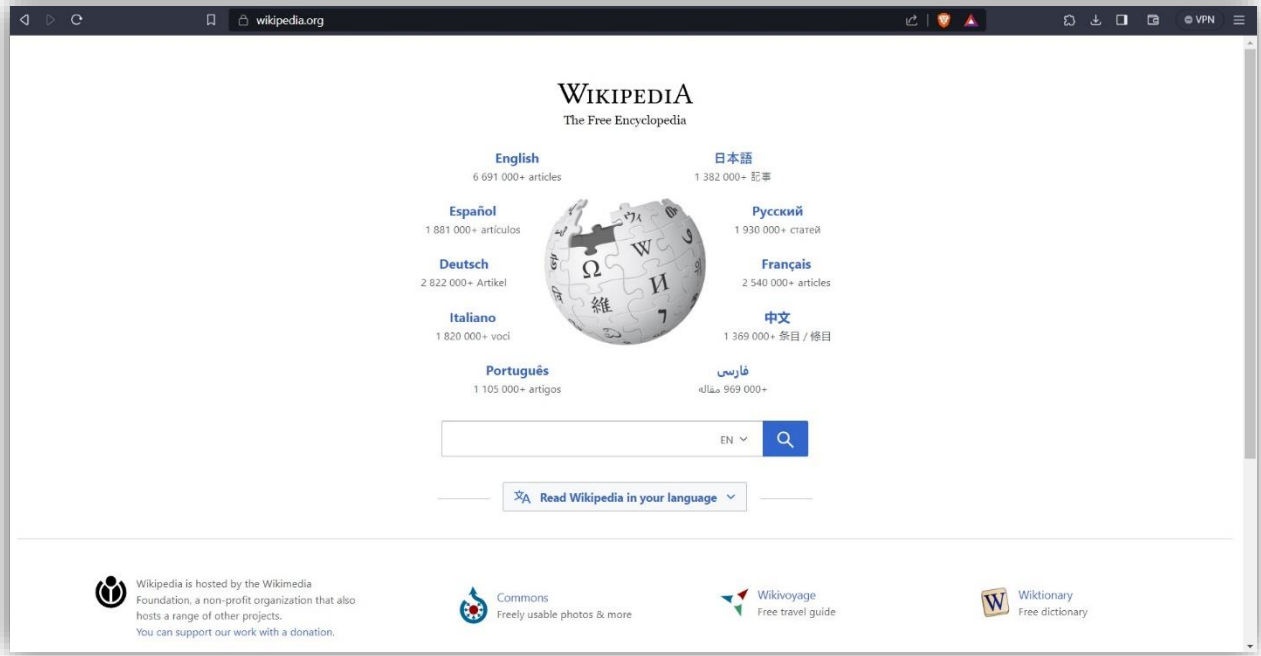 wikipedia.org
VPN
WIKIPEDIA
The Free Encyclopedia
English
6 691 000+ articles
日本語
1 382 000+ 記事
Español
1 881 000+ artículos
Русский
1 930 000+ статей
Deutsch
2 822 000+ Artikel
Français
2 540 000+ articles
Italiano
1 820 000+ voci
中文
1 369 000+ 条目 / 條目
Português
1 105 000+ artigos
فارسی
۹69 000+ مقاله
Ω
W
И
維
7
EN
Read Wikipedia in your language
Wikipedia is hosted by the Wikimedia
Foundation, a non-profit organization that also
hosts a range of other projects.
You can support our work with a donation.
Commons
Freely usable photos & more
Wikivoyage
Free travel guide
W
Wiktionary
Free dictionary